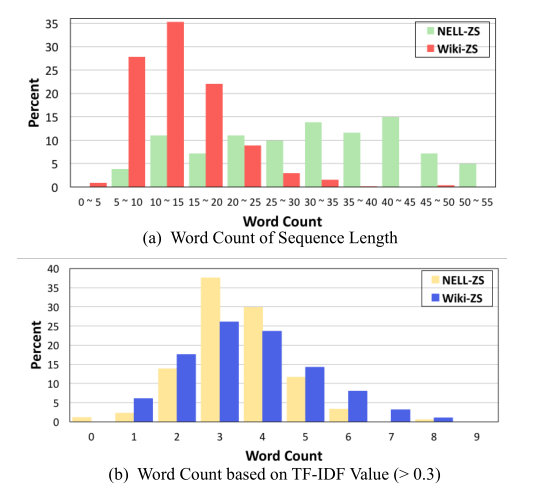 35
30
25
20
15
10
5
0
Percent
NELL-ZS
Wiki-ZS
0 ~ 5 5 ~ 10 10 ~ 15 15 ~ 20 20 ~ 25 25 ~ 30 30 ~ 35 35 ~ 40 40 ~ 45 45 ~ 50 50 ~ 55
Word Count
(a) Word Count of Sequence Length
40
35
30
25
20
15
10
5
0
Percent
NELL-ZS
Wiki-ZS
0 1 2 3 4 5 6 7 8 9
Word Count
(b) Word Count based on TF-IDF Value (> 0.3)